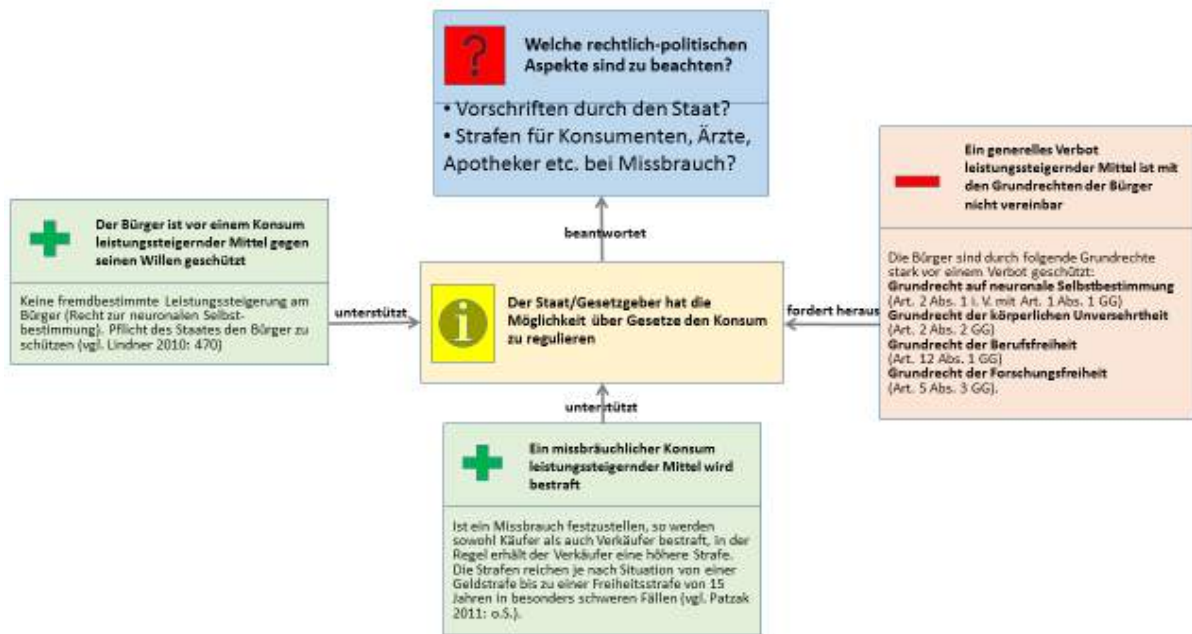 ?
Welche rechtlich-politischen
Aspekte sind zu beachten?
• Vorschriften durch den Staat?
• Strafen für Konsumenten, Ärzte,
Apotheker etc. bei Missbrauch?
beantwortet
Der Bürger ist vor einem Konsum
leistungssteigernder Mittel gegen
seinen Willen geschützt
Keine fremdbestimmte Leistungssteigerung am
Bürger (Recht zur neuronalen Selbst-
bestimmung). Pflicht des Staates den Bürger zu
schützen (vgl. Lindner 2010: 470)
unterstützt
i
Der Staat/Gesetzgeber hat die
Möglichkeit über Gesetze den Konsum
zu regulieren
fordert heraus
Ein generelles Verbot
leistungssteigernder Mittel ist mit
den Grundrechten der Bürger
nicht vereinbar
Die Bürger sind durch folgende Grundrechte
stark vor einem Verbot geschützt:
Grundrecht auf neuronale Selbstbestimmung
(Art. 2 Abs. 1 i. V. mit Art. 1 Abs. 1 GG)
Grundrecht der körperlichen Unversehrtheit
(Art. 2 Abs. 2 GG)
Grundrecht der Berufsfreiheit
(Art. 12 Abs. 1 GG)
Grundrecht der Forschungsfreiheit
(Art. 5 Abs. 3 GG).
unterstützt
Ein missbräuchlicher Konsum
leistungssteigernder Mittel wird
bestraft
Ist ein Missbrauch festzustellen, so werden
sowohl Käufer als auch Verkäufer bestraft, in der
Regel erhält der Verkäufer eine höhere Strafe.
Die Strafen reichen je nach Situation von einer
Geldstrafe bis zu einer Freiheitsstrafe von 15
Jahren in besonders schweren Fällen (vgl. Patzak
2011: o.S.).